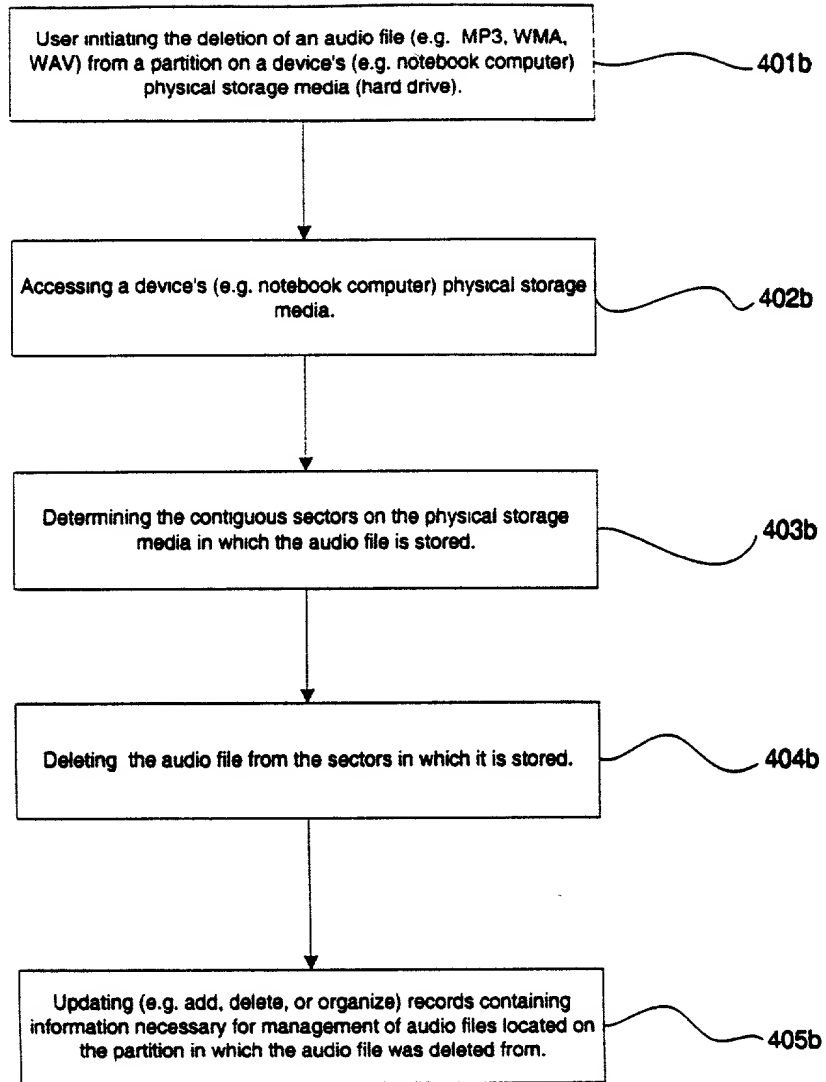 User initiating the deletion of an audio file (e.g. MP3, WMA,
WAV) from a partition on a device's (e.g. notebook computer)
physical storage media (hard drive).
401b
Accessing a device's (e.g. notebook computer) physical storage
media.
402b
Determining the contiguous sectors on the physical storage
media in which the audio file is stored.
403b
Deleting the audio file from the sectors in which it is stored.
404b
Updating (e.g. add, delete, or organize) records containing
information necessary for management of audio files located on
the partition in which the audio file was deleted from.
405b